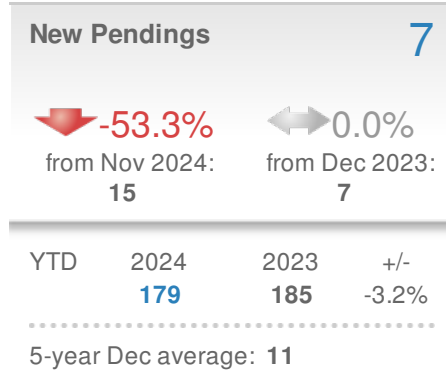 New Pendings 7
-53.3% 0.0%
from Nov 2024: from Dec 2023:
15 7
YTD 2024 2023 +/-
179 185 -3.2%
5-year Dec average: 11